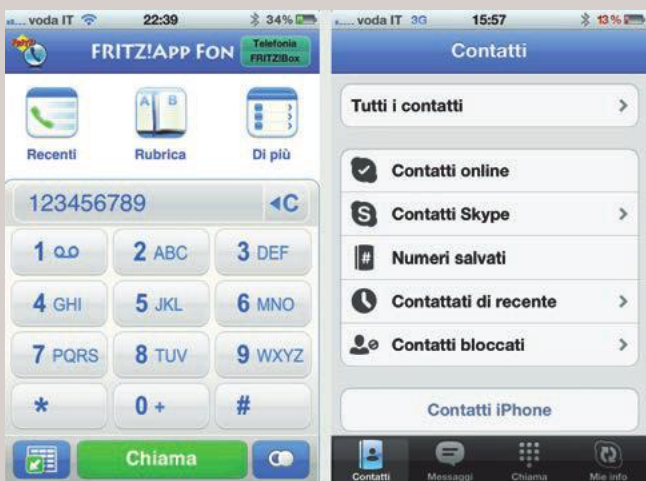 voda IT 22:39 34%
FRITZ!APP FON
Telefonia
FRITZ!Box
Recenti Rubrica Di più
123456789 C
1 2 ABC 3 DEF
4 GHI 5 JKL 6 MNO
7 PQRS 8 TUV 9 WXYZ
* 0 + #
Chiama
voda IT 3G 15:57 13%
Contatti
Tutti i contatti
Contatti online
Contatti Skype
Numeri salvati
Contattati di recente
Contatti bloccati
Contatti iPhone
Contatti Messaggi Chiama Mie info